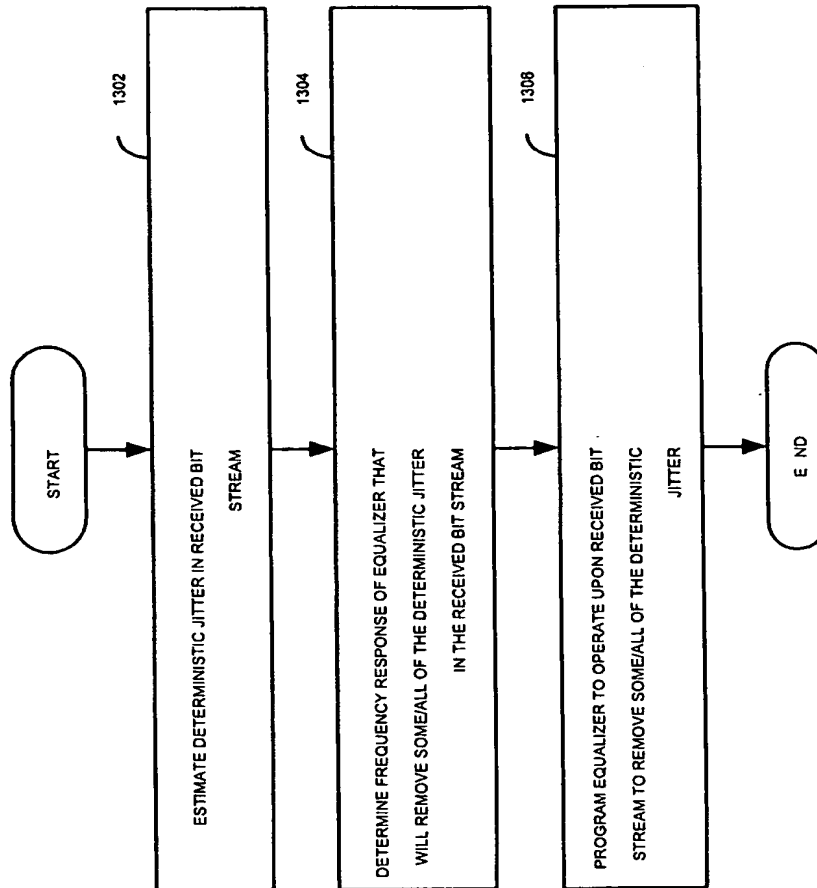 START
1302
ESTIMATE DETERMINISTIC JITTER IN RECEIVED BIT
STREAM
1304
DETERMINE FREQUENCY RESPONSE OF EQUALIZER THAT
WILL REMOVE SOME/ALL OF THE DETERMINISTIC JITTER
IN THE RECEIVED BIT STREAM
1308
PROGRAM EQUALIZER TO OPERATE UPON RECEIVED BIT
STREAM TO REMOVE SOME/ALL OF THE DETERMINISTIC
JITTER
E ND